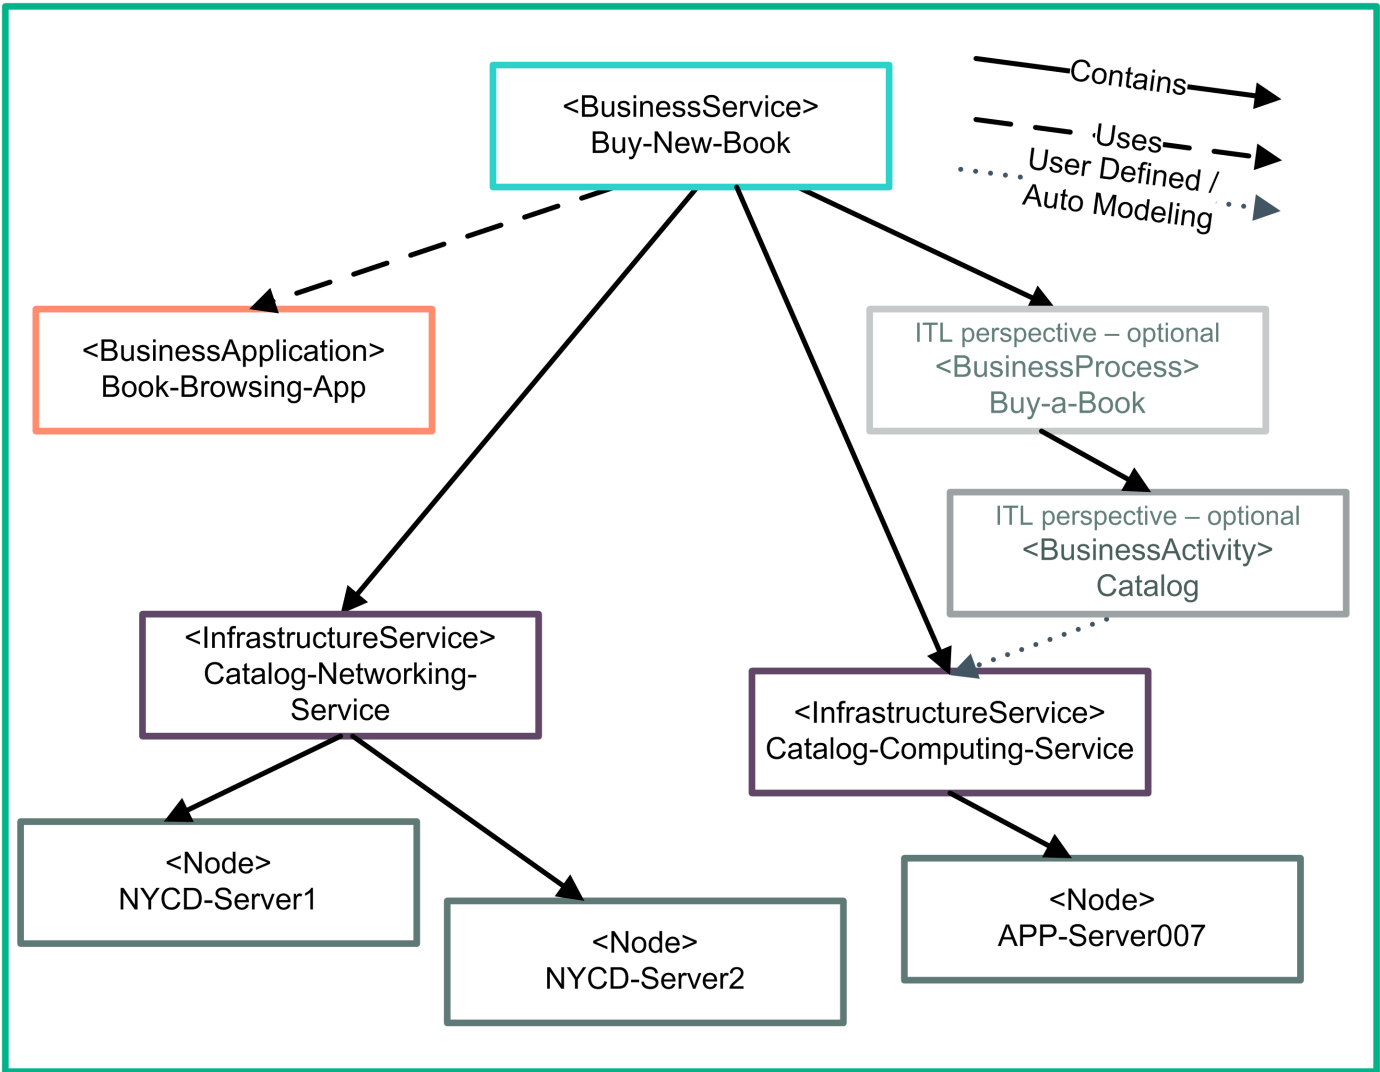 <BusinessService>
Buy-New-Book
Contains
Uses
User Defined /
Auto Modeling
<BusinessApplication>
Book-Browsing-App
ITL perspective – optional
<BusinessProcess>
Buy-a-Book
ITL perspective – optional
<BusinessActivity>
Catalog
<InfrastructureService>
Catalog-Networking-
Service
<InfrastructureService>
Catalog-Computing-Service
<Node>
NYCD-Server1
<Node>
NYCD-Server2
<Node>
APP-Server007